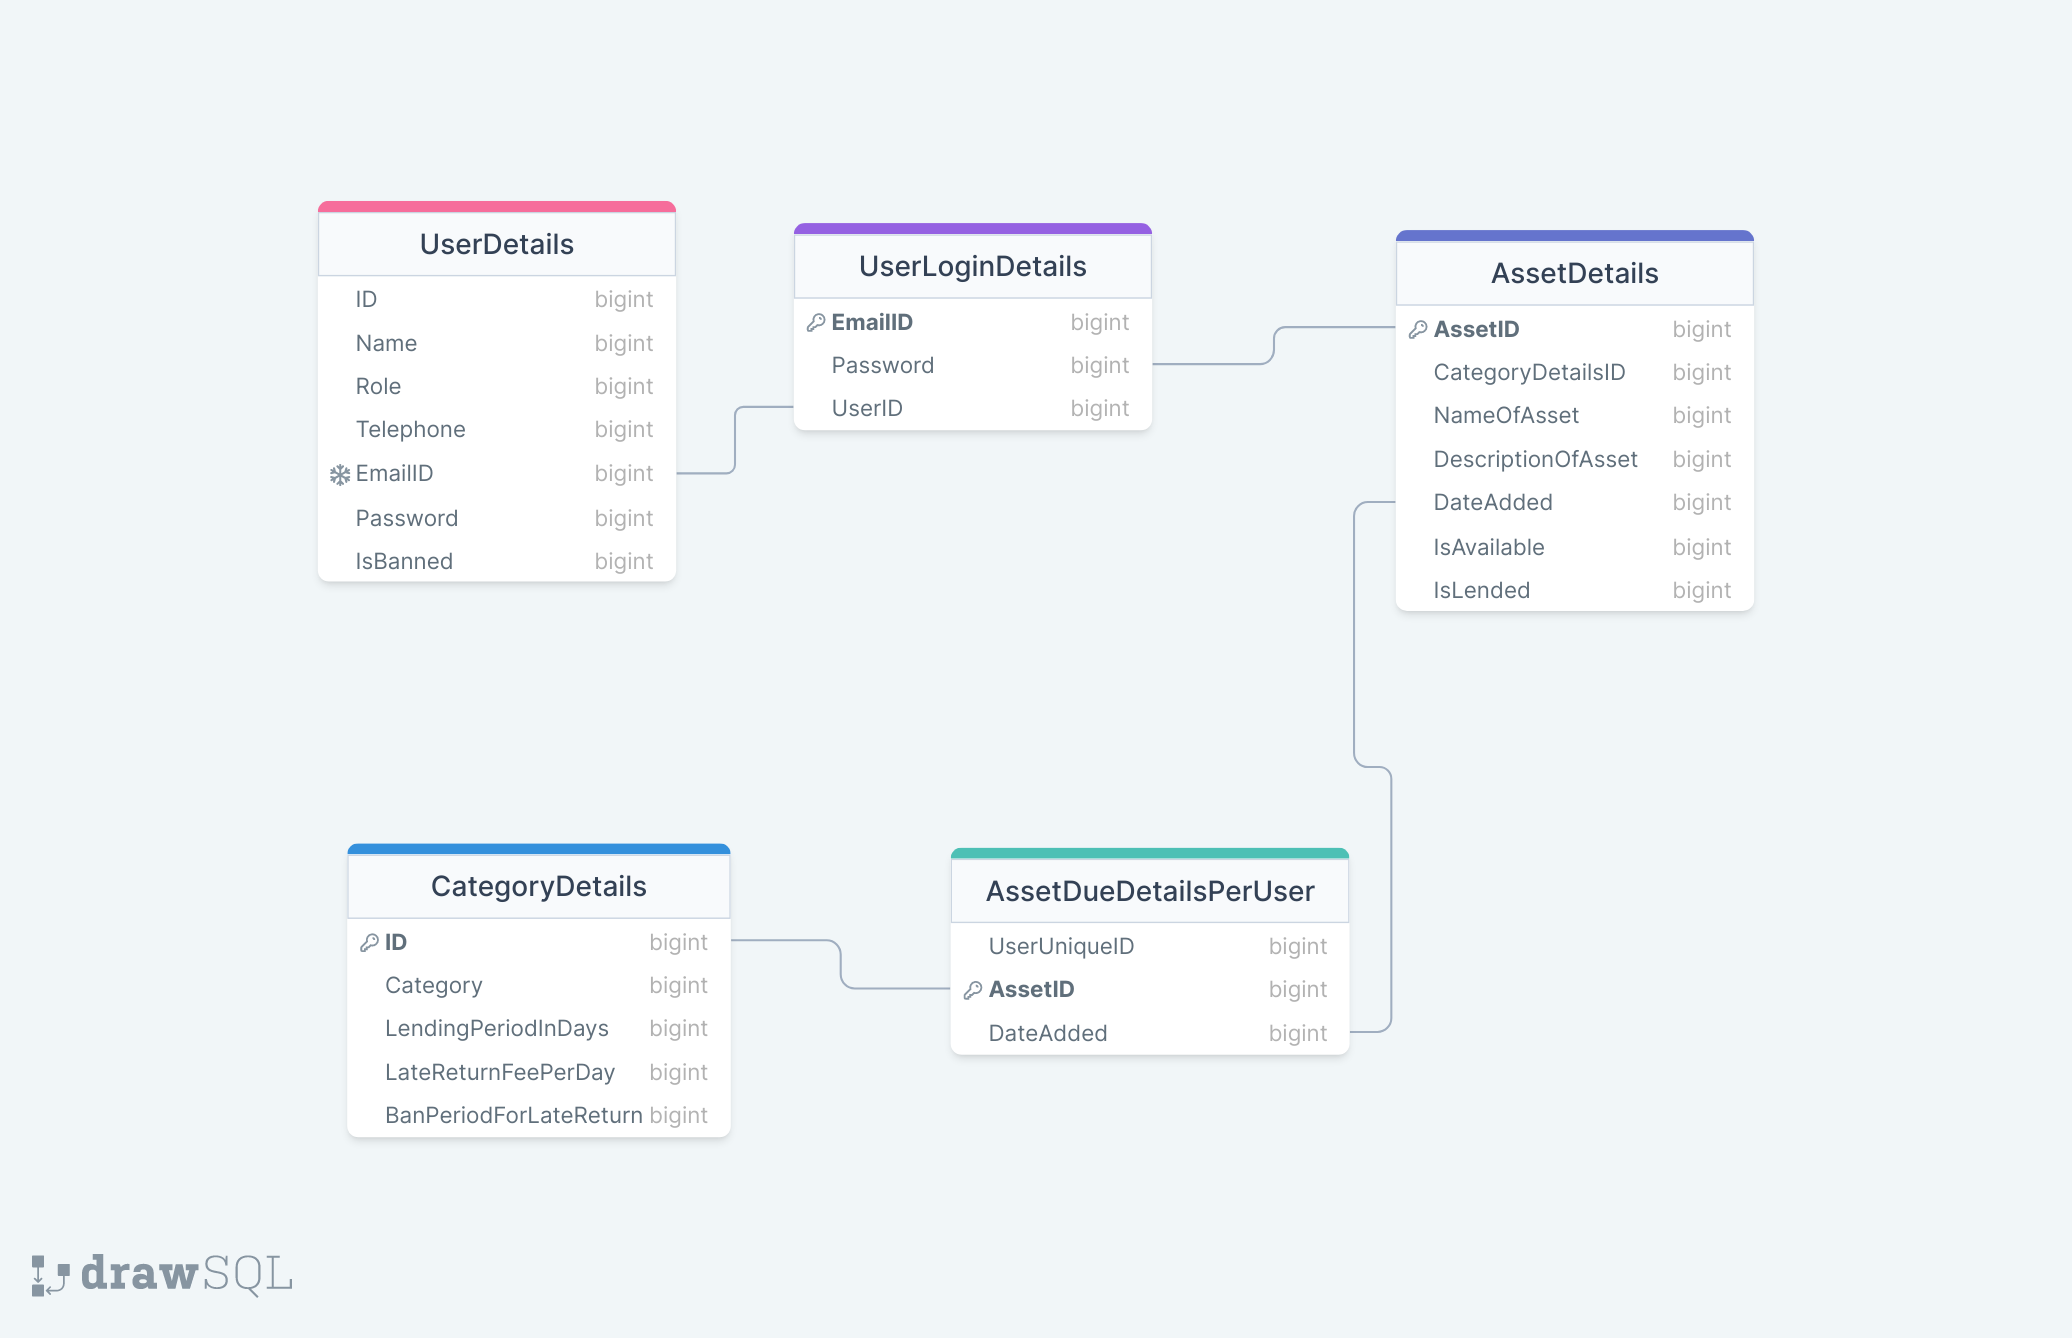 UserDetails
ID bigint
Name bigint
Role bigint
Telephone bigint
EmailID bigint
Password bigint
IsBanned bigint
UserLoginDetails
EmailID bigint
Password bigint
UserID bigint
AssetDetails
AssetID bigint
CategoryDetailsID bigint
NameOfAsset bigint
DescriptionOfAsset bigint
DateAdded bigint
IsAvailable bigint
IsLended bigint
CategoryDetails
ID bigint
Category bigint
LendingPeriodInDays bigint
LateReturnFeePerDay bigint
BanPeriodForLateReturn bigint
AssetDueDetailsPerUser
UserUniqueID bigint
AssetID bigint
DateAdded bigint
drawSQL